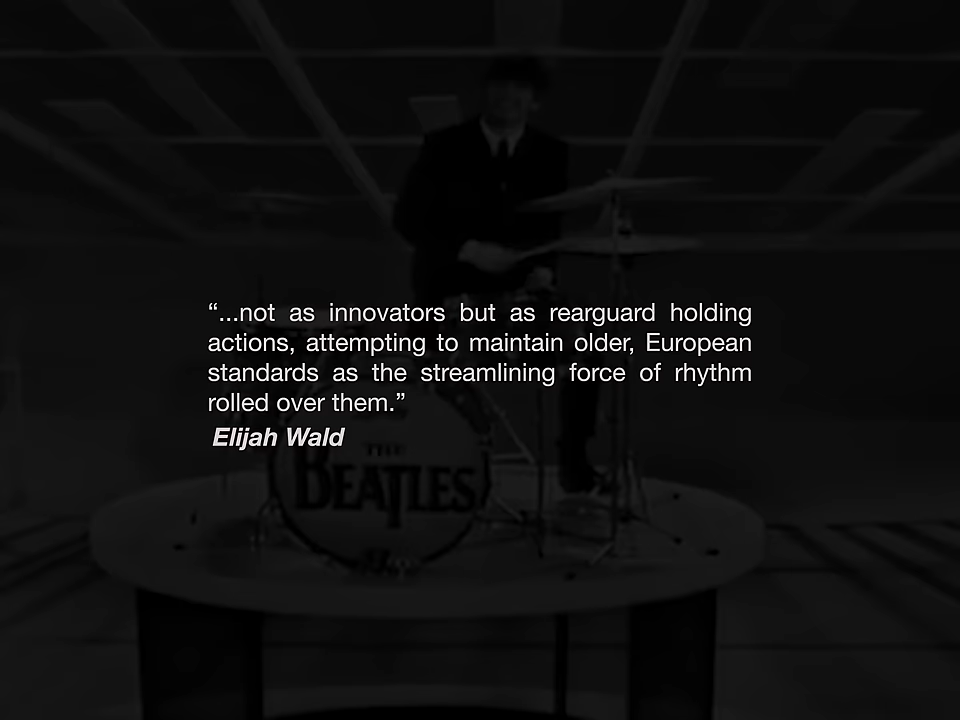 “...not as innovators but as rearguard holding
actions, attempting to maintain older, European
standards as the streamlining force of rhythm
rolled over them.”
Elijah Wald
THE
BEATLES